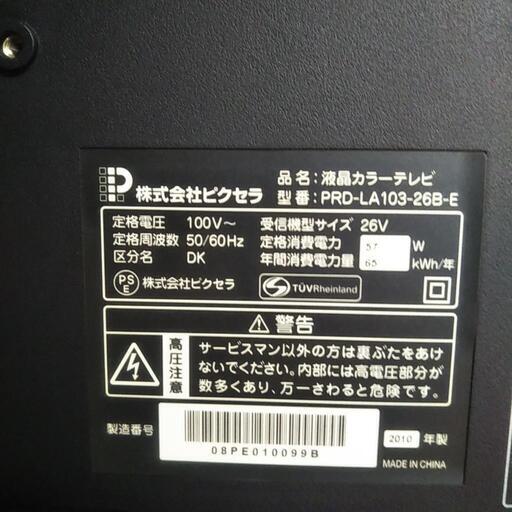 株式会社ピクセラ
品 名：液晶カラーテレビ
型 番：PRD-LA103-26B-E
定格電圧 100V～
定格周波数 50/60Hz
区分名 DK
受信機型サイズ 26V
定格消費電力 57 W
年間消費電力量 65 kWh/年
PS E 株式会社ピクセラ
TÜVRheinland
警告
高圧注意
サービスマン以外の方は裏ぶたをあけ
ないでください。内部には高電圧部分が
数多くあり、万一さわると危険です。
製造番号
08PE010099B
2010 年製
MADE IN CHINA